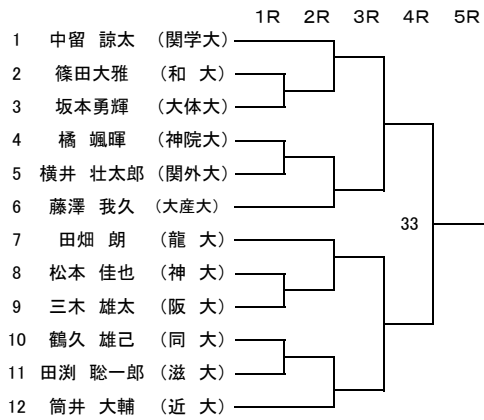 1R 2R 3R 4R 5R
1 中留 諒太 （関学大）
2 篠田大雅 （和 大）
3 坂本勇輝 （大体大）
4 橘 颯暉 （神院大）
5 横井 壮太郎 （関外大）
6 藤澤 我久 （大産大）
7 田畑 朗 （龍 大）
33
8 松本 佳也 （神 大）
9 三木 雄太 （阪 大）
10 鶴久 雄己 （同 大）
11 田渕 聡一郎 （滋 大）
12 筒井 大輔 （近 大）